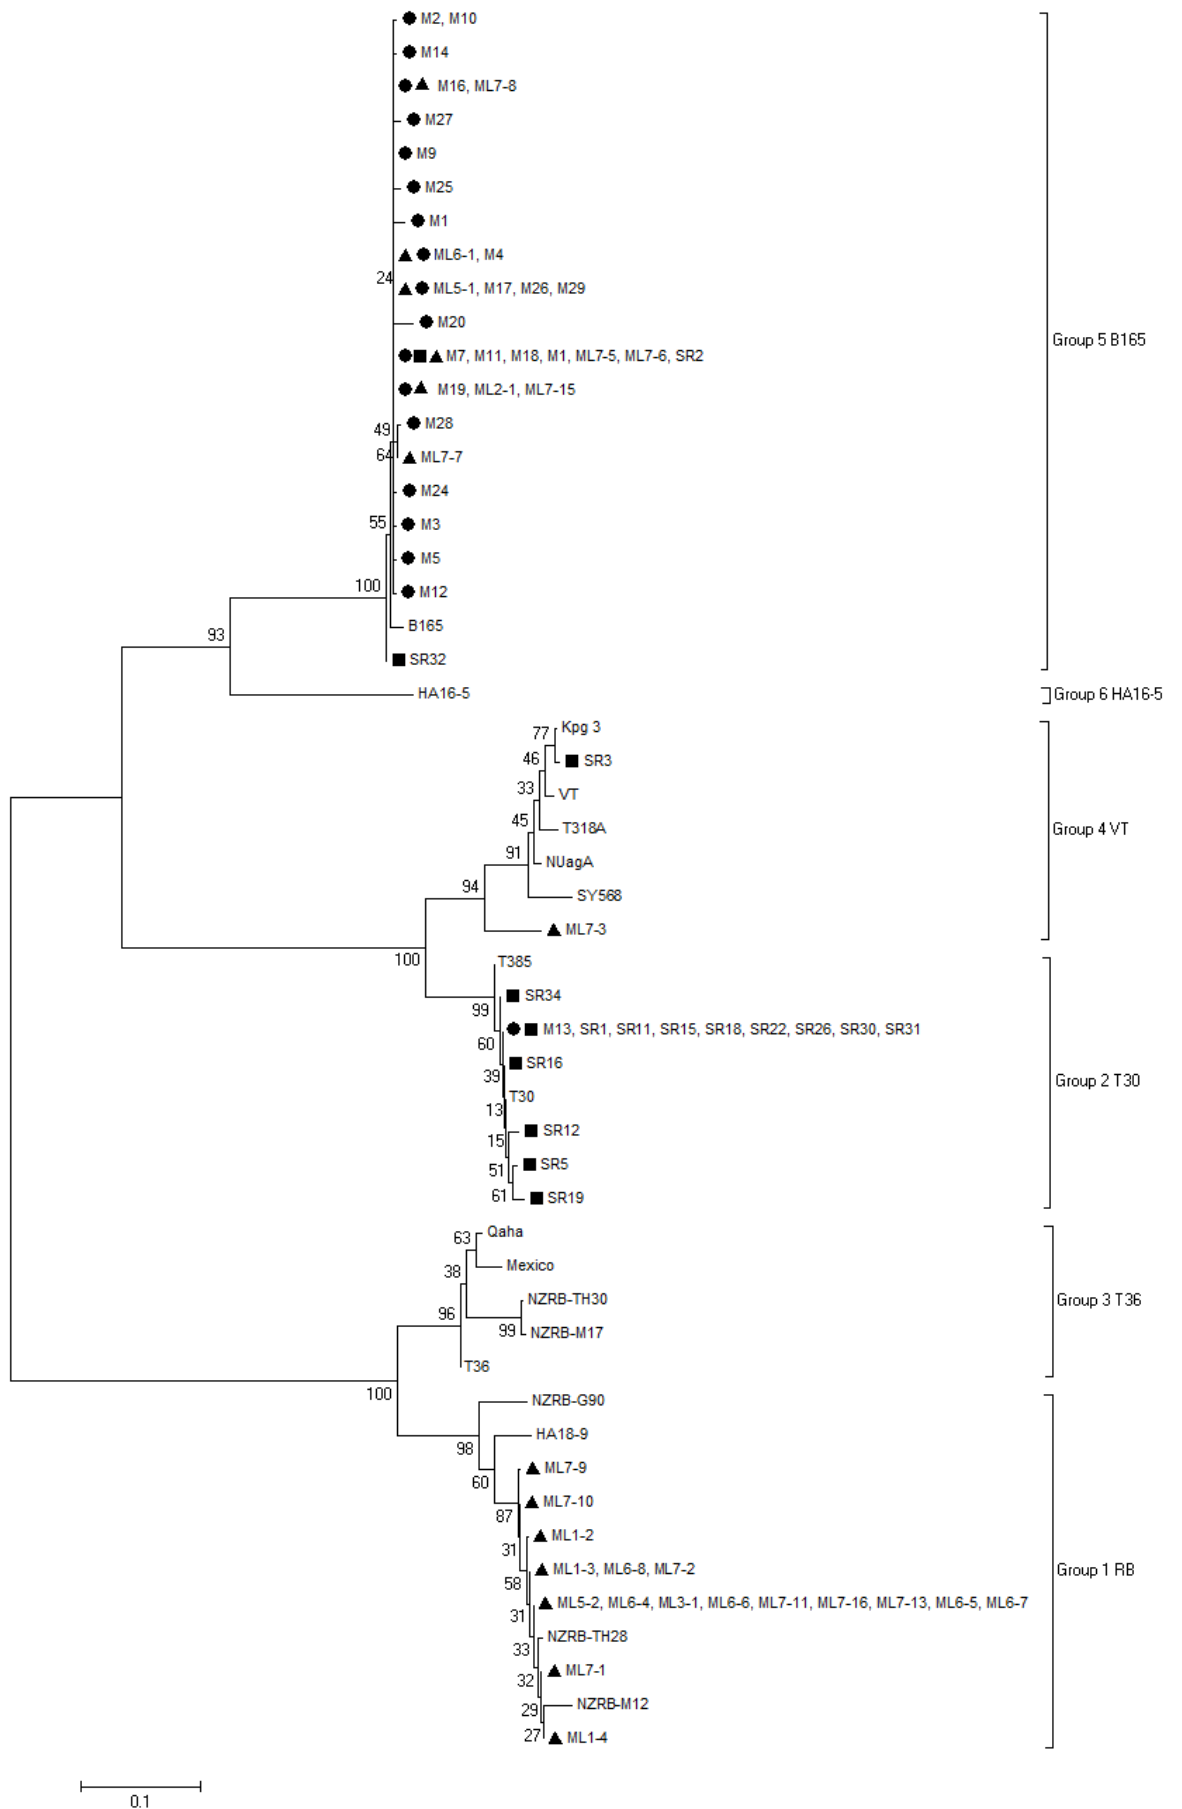 M2, M10
M14
M16, ML7-8
M27
M9
M25
M1
ML6-1, M4
24
ML5-1, M17, M26, M29
M20
Group 5 B165
M7, M11, M18, M1, ML7-5, ML7-6, SR2
M19, ML2-1, ML7-15
M28
49
64
ML7-7
M24
55
M3
M5
100
M12
B165
93
SR32
HA16-5
Group 6 HA16-5
Kpg 3
77
46
SR3
33
VT
45
T318A
Group 4 VT
91
NUagA
94
SY568
ML7-3
100
T385
SR34
99
M13, SR1, SR11, SR15, SR18, SR22, SR26, SR30, SR31
60
SR16
39
Group 2 T30
T30
13
SR12
15
SR5
51
61
SR19
63
Qaha
38
Mexico
NZRB-TH30
Group 3 T36
96
99
NZRB-M17
T36
100
NZRB-G90
HA18-9
98
ML7-9
60
ML7-10
87
ML1-2
31
ML1-3, ML6-8, ML7-2
Group 1 RB
58
ML5-2, ML6-4, ML3-1, ML6-6, ML7-11, ML7-16, ML7-13, ML6-5, ML6-7
31
NZRB-TH28
33
ML7-1
32
NZRB-M12
29
27
ML1-4
0.1